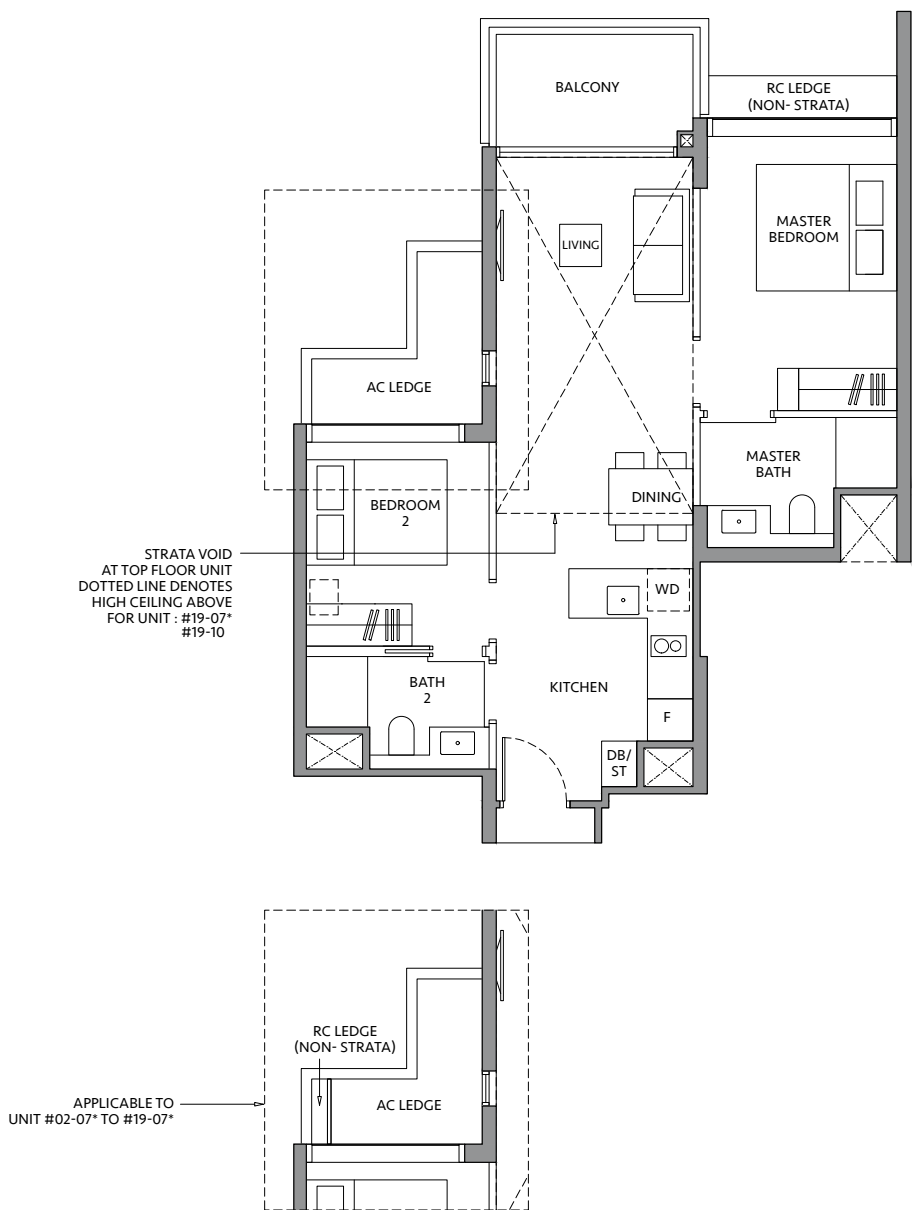 BALCONY
RC LEDGE
(NON- STRATA)
MASTER
BEDROOM
LIVING
AC LEDGE
MASTER
BATH
DINING
BEDROOM
2
STRATA VOID
AT TOP FLOOR UNIT
DOTTED LINE DENOTES
HIGH CEILING ABOVE
FOR UNIT : #19-07*
#19-10
WD
BATH
2
KITCHEN
F
DB/
ST
RC LEDGE
(NON- STRATA)
AC LEDGE
APPLICABLE TO
UNIT #02-07* TO #19-07*